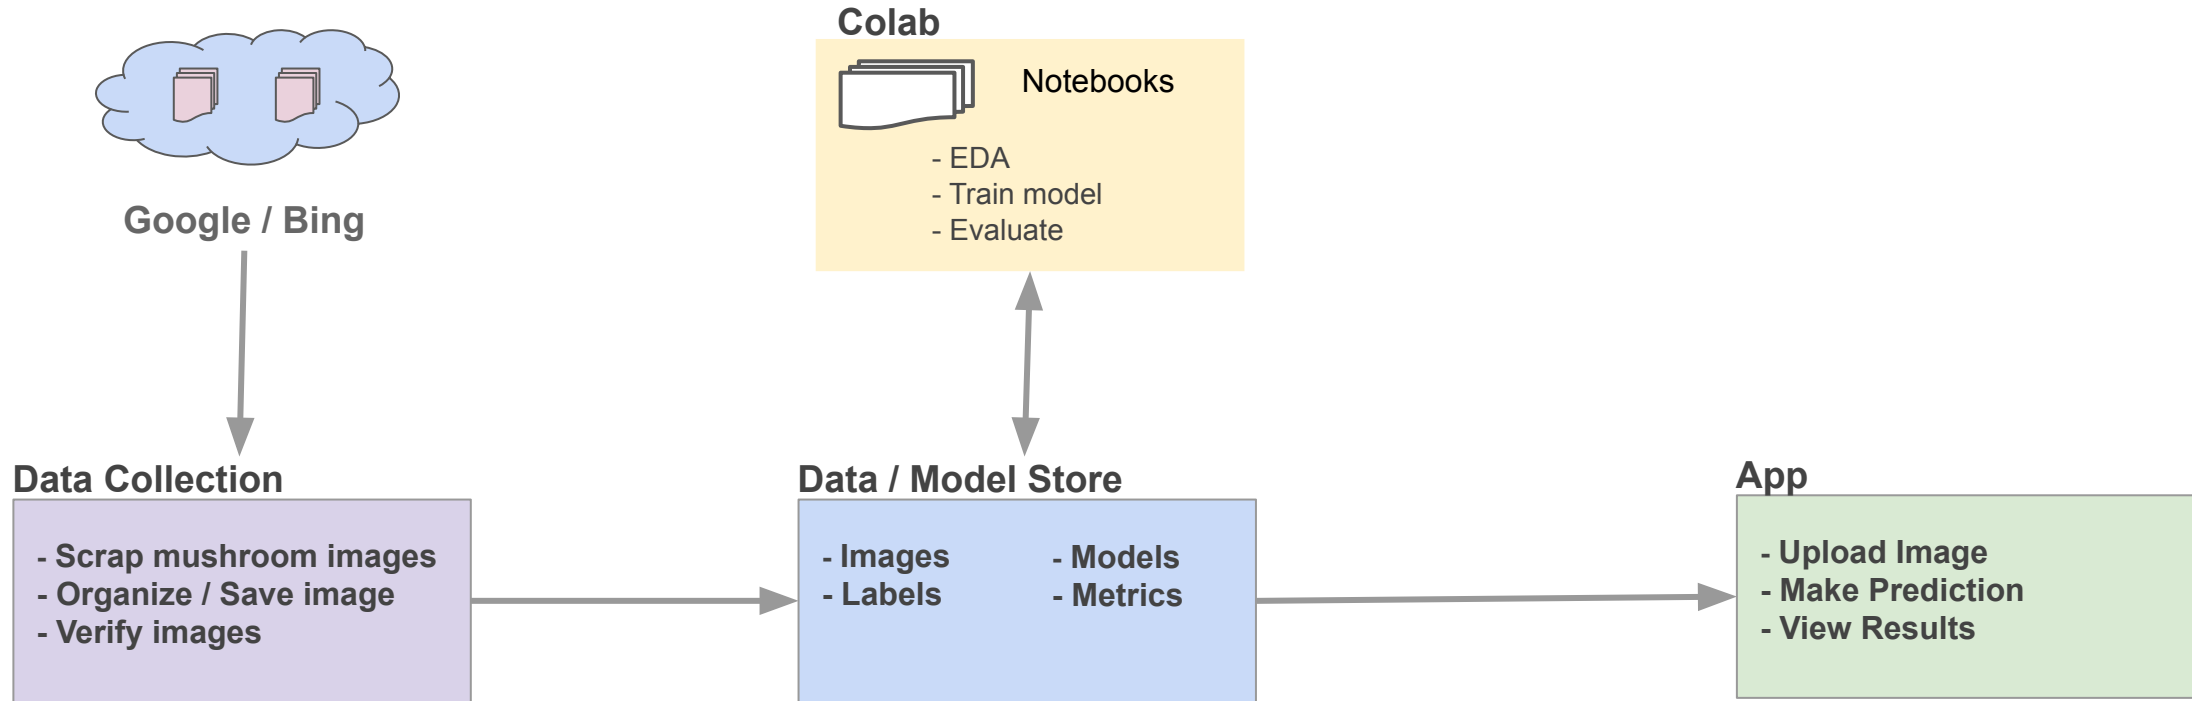 Google / Bing
Colab
Notebooks
- EDA
- Train model
- Evaluate
Data Collection
- Scrap mushroom images
- Organize / Save image
- Verify images
Data / Model Store
- Images
- Labels
- Models
- Metrics
App
- Upload Image
- Make Prediction
- View Results